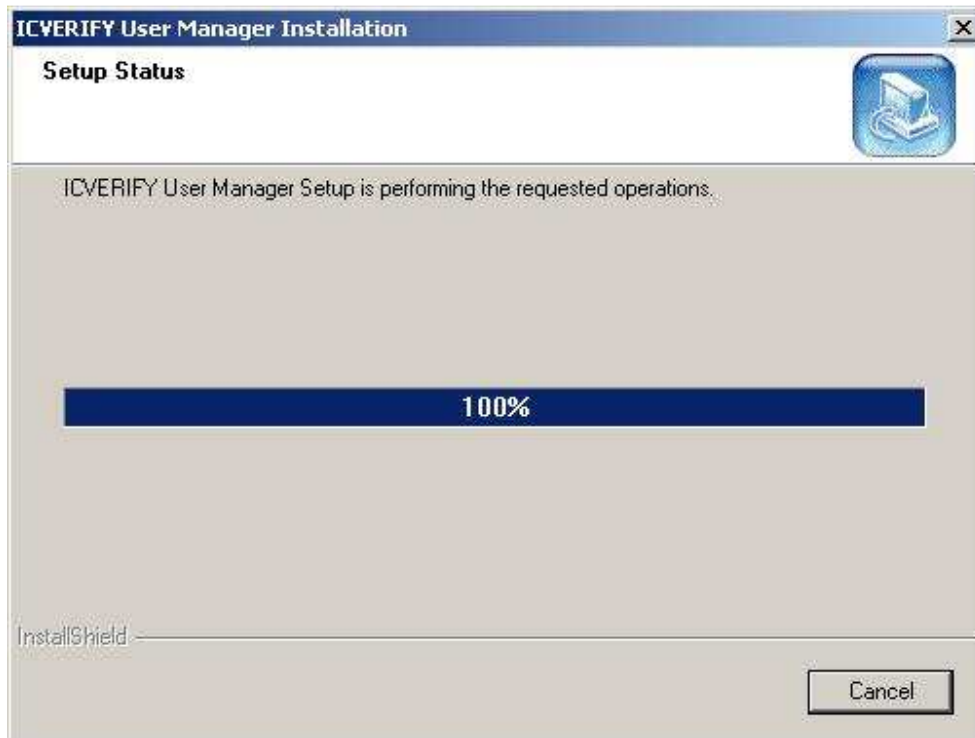 ICVERIFY User Manager Installation
Setup Status
ICVERIFY User Manager Setup is performing the requested operations.
100%
InstallShield
Cancel